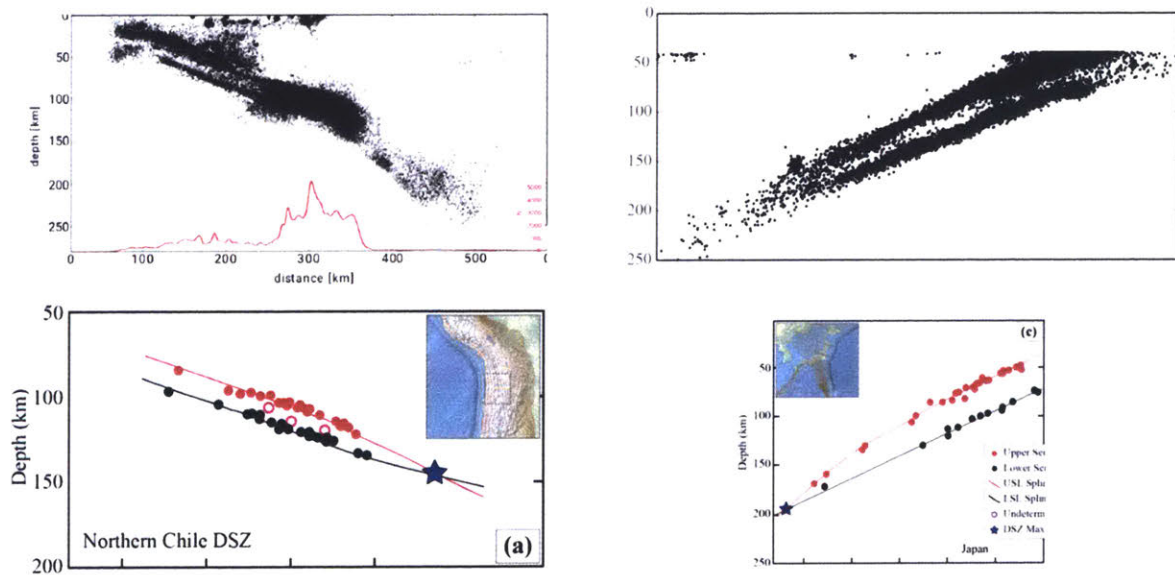 0
50
100
150
200
250
depth [km]
0
100
200
300
400
500
distance [km]
0
50
100
150
200
250
50
100
150
200
Depth (km)
Northern Chile DSZ
(a)
50
100
150
200
250
Depth (km)
(c)
Upper Sei
Lower Sei
USL Spli
LSL Splin
Undeterm
DSZ Max
Japan